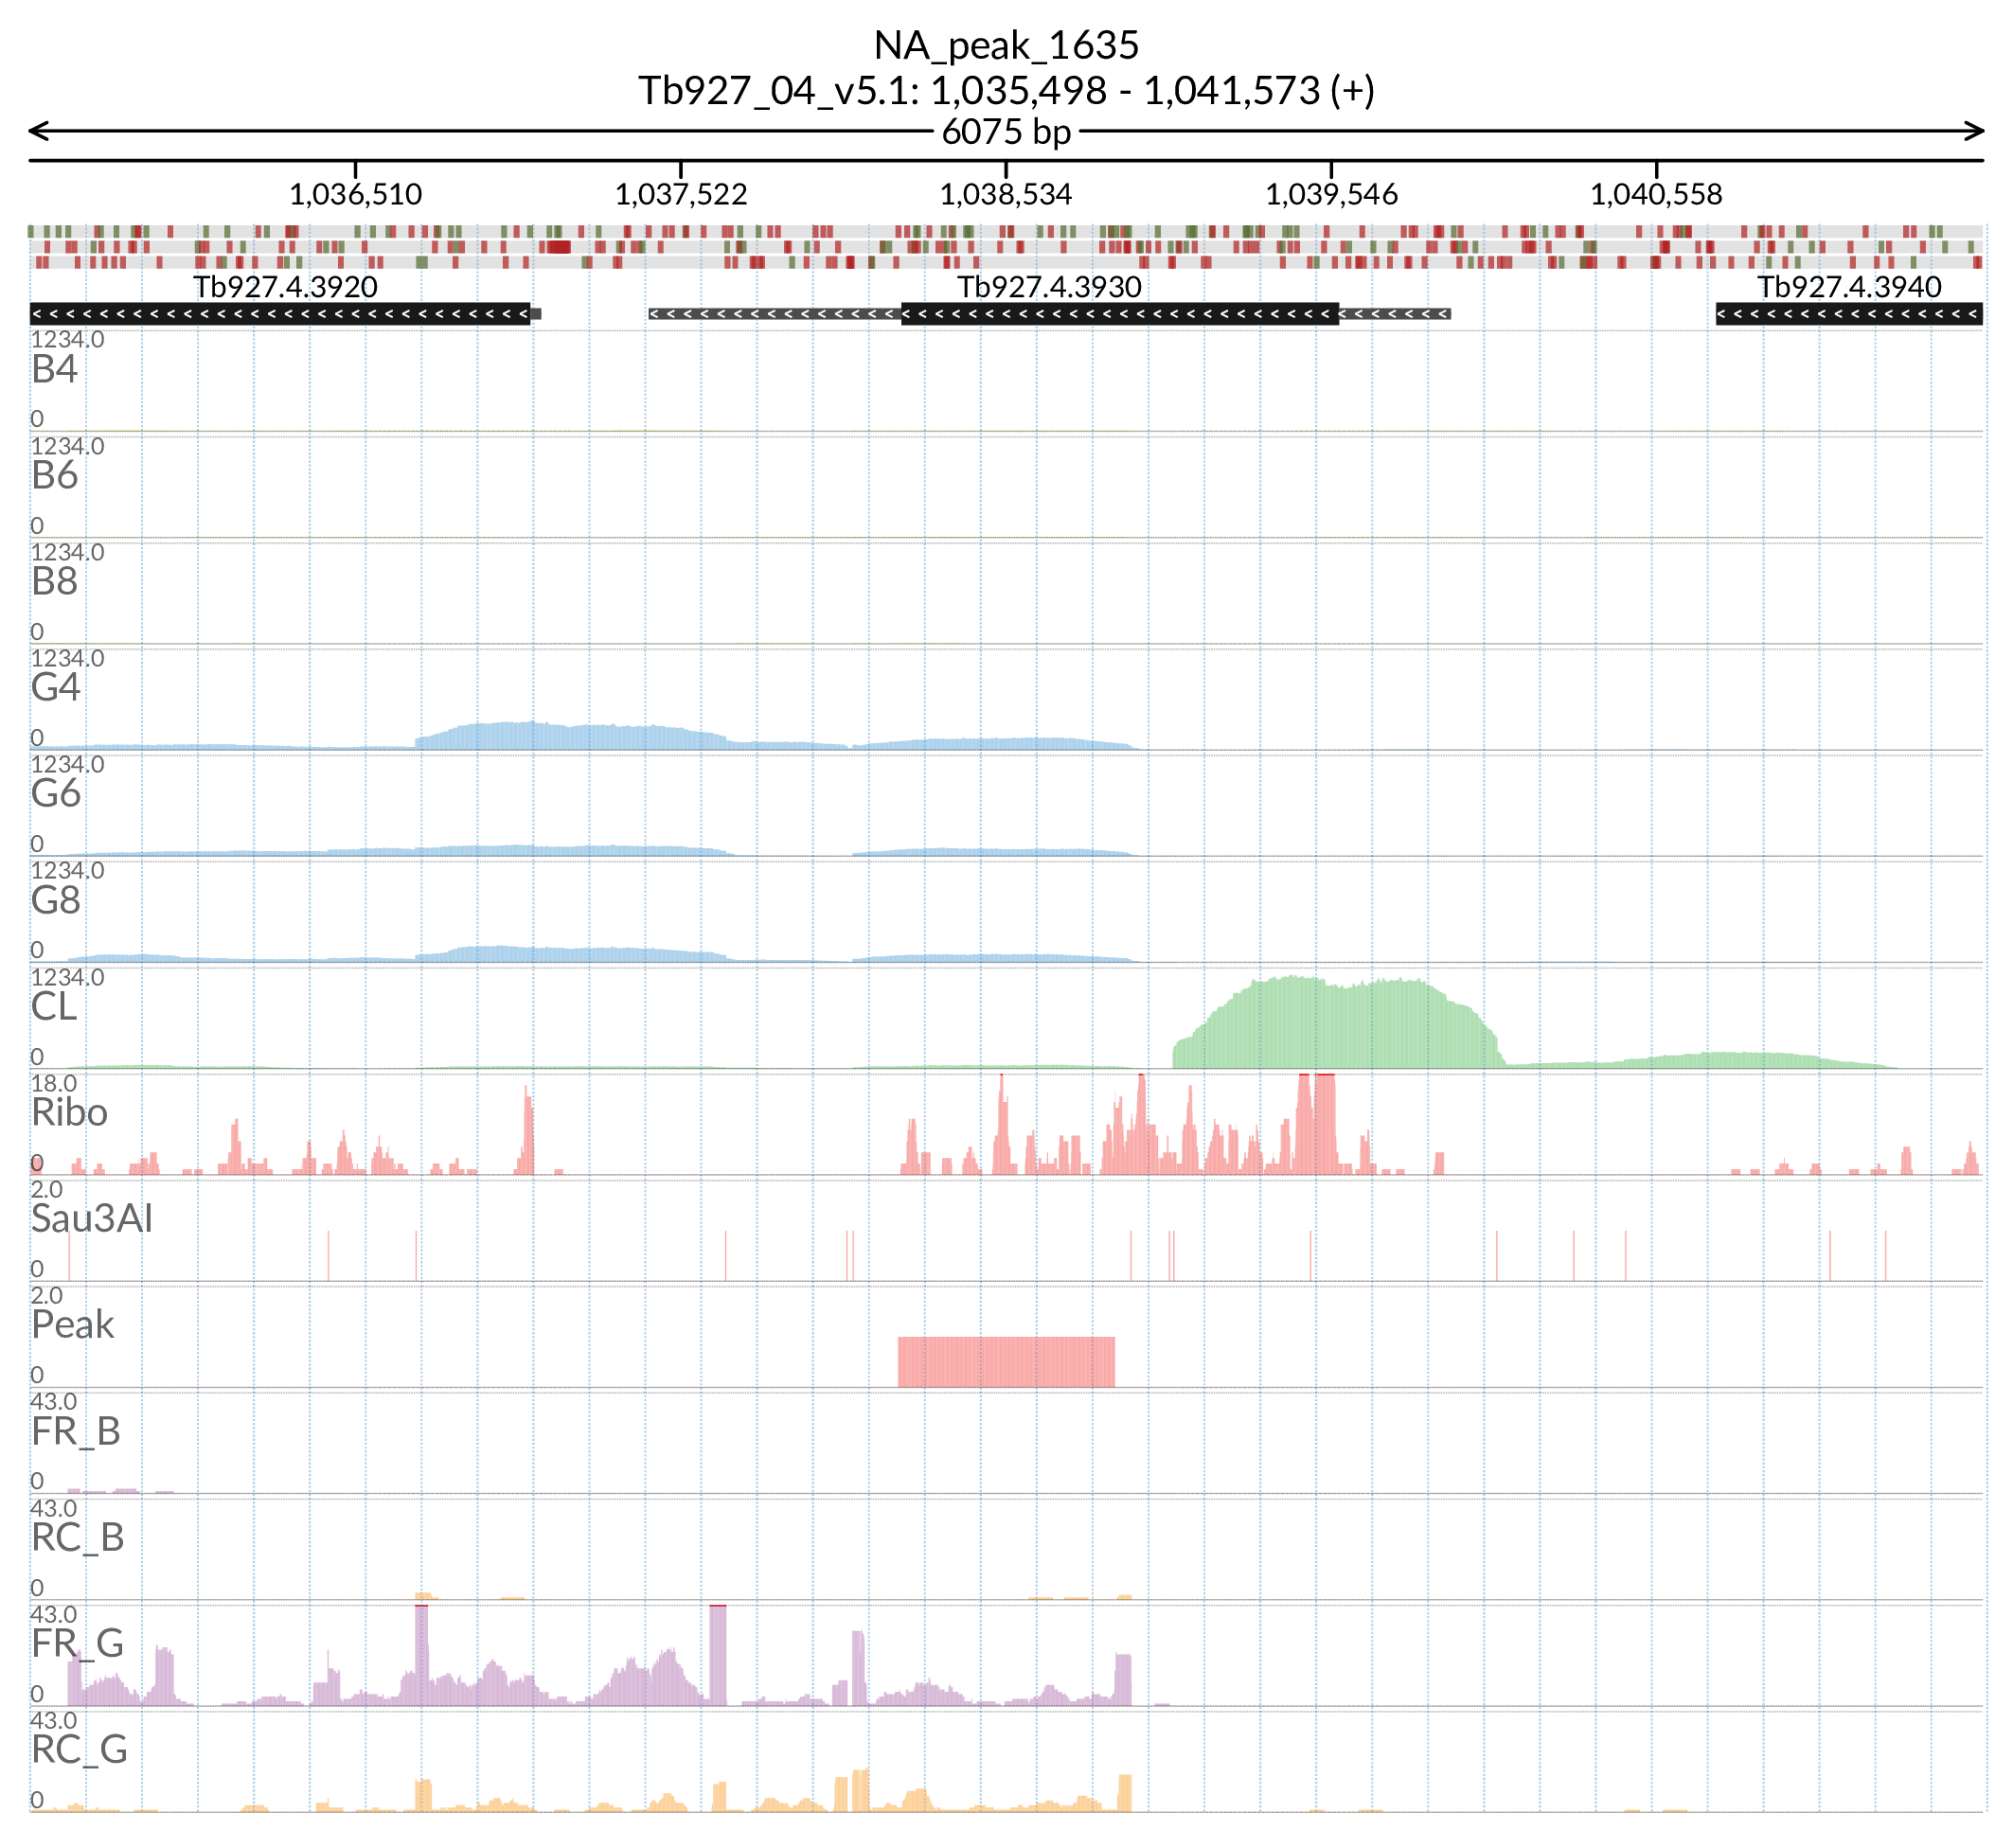 NA_peak_1635
Tb927_04_v5.1: 1,035,498 - 1,041,573 (+)
6075 bp
1,036,510 1,037,522 1,038,534 1,039,546 1,040,558
Tb927.4.3920 Tb927.4.3930 Tb927.4.3940
1234.0
B4
0
1234.0
B6
0
1234.0
B8
0
1234.0
G4
0
1234.0
G6
0
1234.0
G8
0
1234.0
CL
0
18.0
Ribo
0
2.0
Sau3AI
0
2.0
Peak
0
43.0
FR_B
0
43.0
RC_B
0
43.0
FR_G
0
43.0
RC_G
0